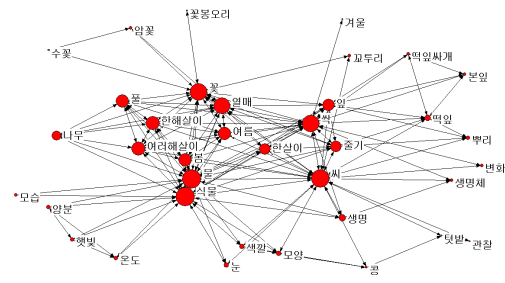 꽃봉오리
겨울
암꽃
수꽃
꼬투리
떡잎싸개
본잎
꽃
풀
열매
잎
한해살이
싹
떡잎
나무
여름
뿌리
여러해살이
한살이
줄기
봄
변화
물
씨
생명체
모습
식물
양분
생명
햇빛
색깔
텃밭
관찰
온도
모양
눈
콩